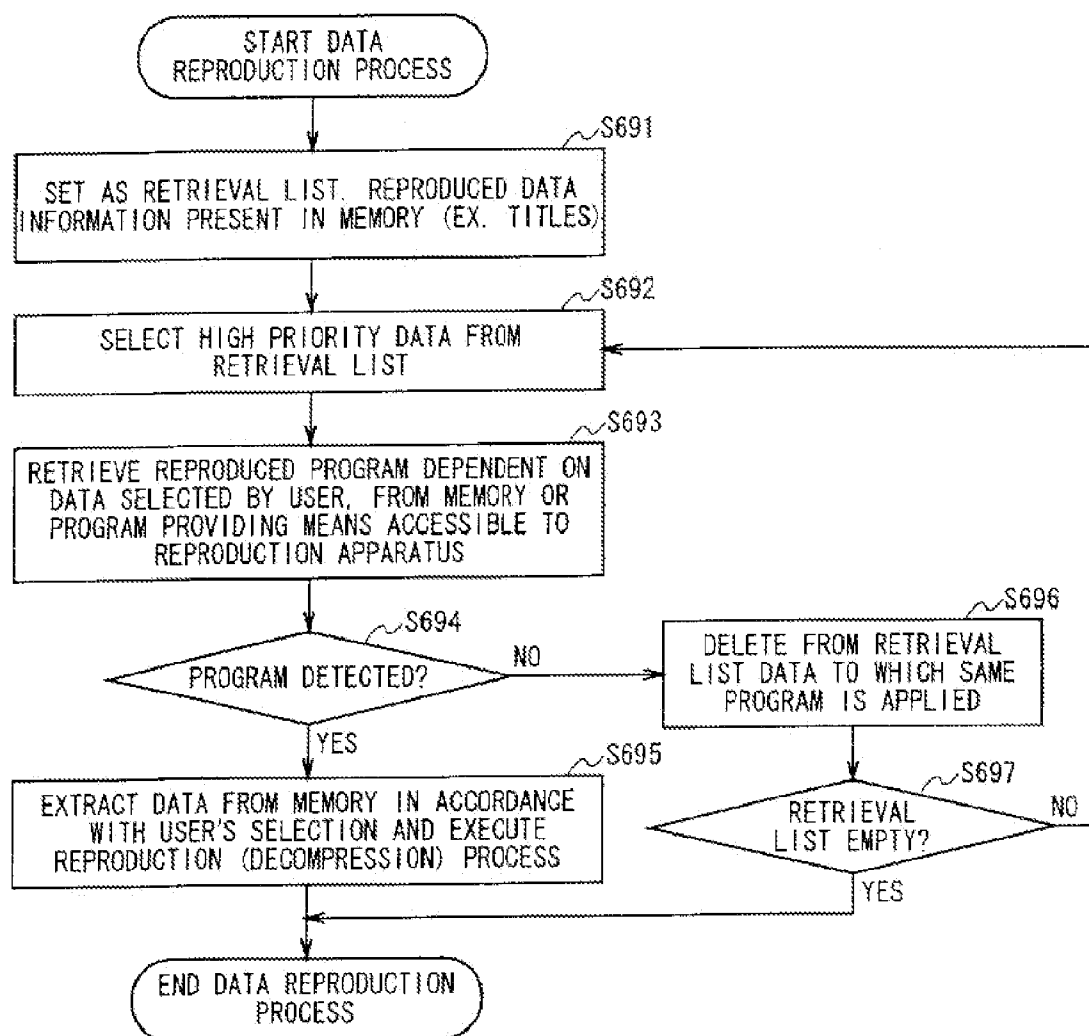 START DATA
REPRODUCTION PROCESS
S691
SET AS RETRIEVAL LIST, REPRODUCED DATA
INFORMATION PRESENT IN MEMORY (EX. TITLES)
S692
SELECT HIGH PRIORITY DATA FROM
RETRIEVAL LIST
S693
RETRIEVE REPRODUCED PROGRAM DEPENDENT ON
DATA SELECTED BY USER, FROM MEMORY OR
PROGRAM PROVIDING MEANS ACCESSIBLE TO
REPRODUCTION APPARATUS
S694
PROGRAM DETECTED?
NO
YES
S696
DELETE FROM RETRIEVAL
LIST DATA TO WHICH SAME
PROGRAM IS APPLIED
S695
EXTRACT DATA FROM MEMORY IN ACCORDANCE
WITH USER'S SELECTION AND EXECUTE
REPRODUCTION (DECOMPRESSION) PROCESS
S697
RETRIEVAL
LIST EMPTY?
NO
YES
END DATA REPRODUCTION
PROCESS